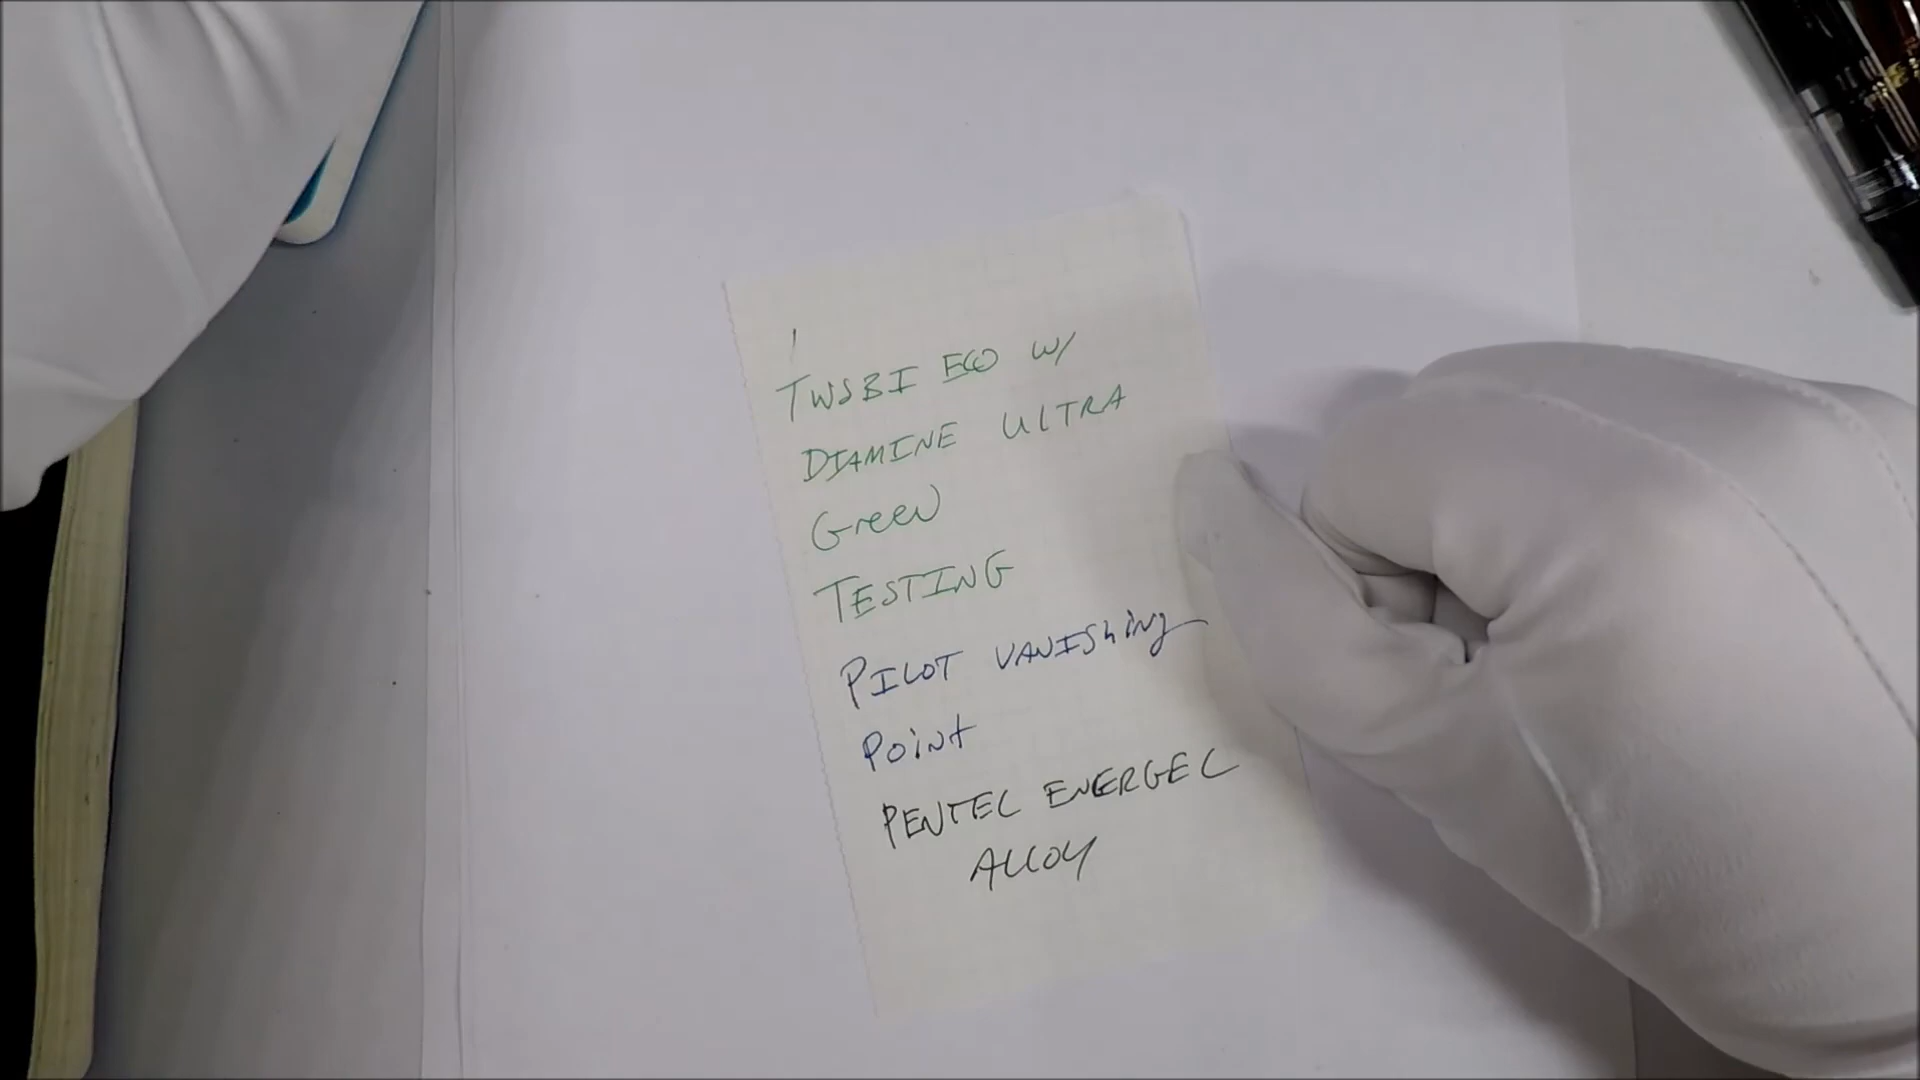 TWSBI ECO W/
DIAMINE ULTRA
Green
TESTING
PILOT VANISHing
Point
PENTEL ENERGEL
ALLOY